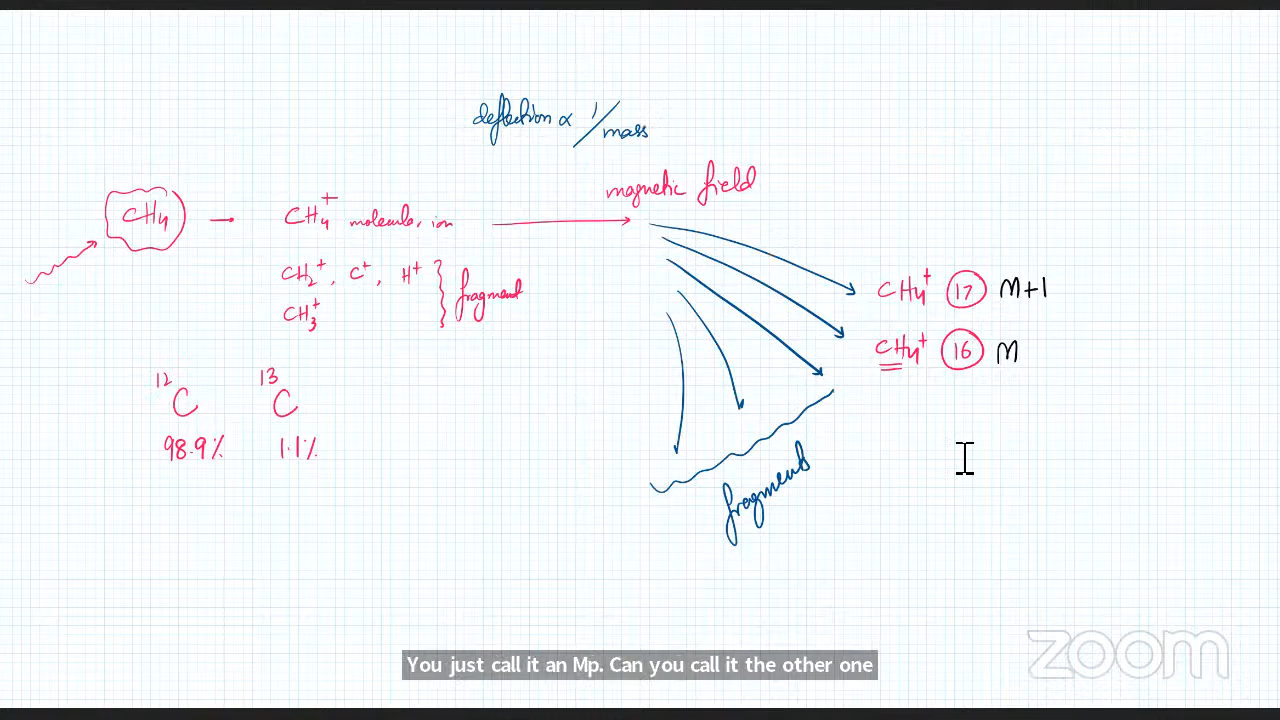 deflection ∝ 1/mass
magnetic field
CH4 → CH4+ molecular ion
CH2+, C+, H+
CH3+
} fragment
CH4+ 17 M+1
CH4+ 16 M
12C 13C
98.9% 1.1%
fragment
zoom
You just call it an Mp. Can you call it the other one